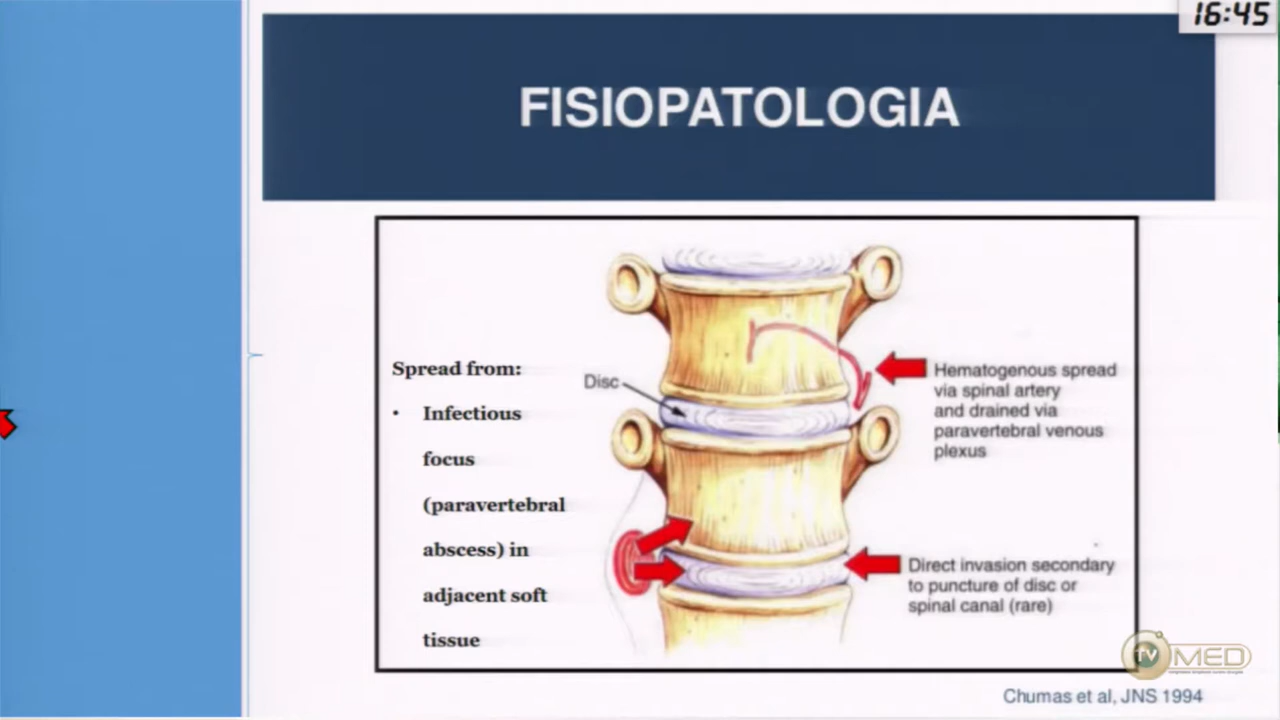 16:45
FISIOPATOLOGIA
Spread from:
• Infectious
focus
(paravertebral
abscess) in
adjacent soft
tissue
Disc
Hematogenous spread
via spinal artery
and drained via
paravertebral venous
plexus
Direct invasion secondary
to puncture of disc or
spinal canal (rare)
tv MED
Chumas et al, JNS 1994